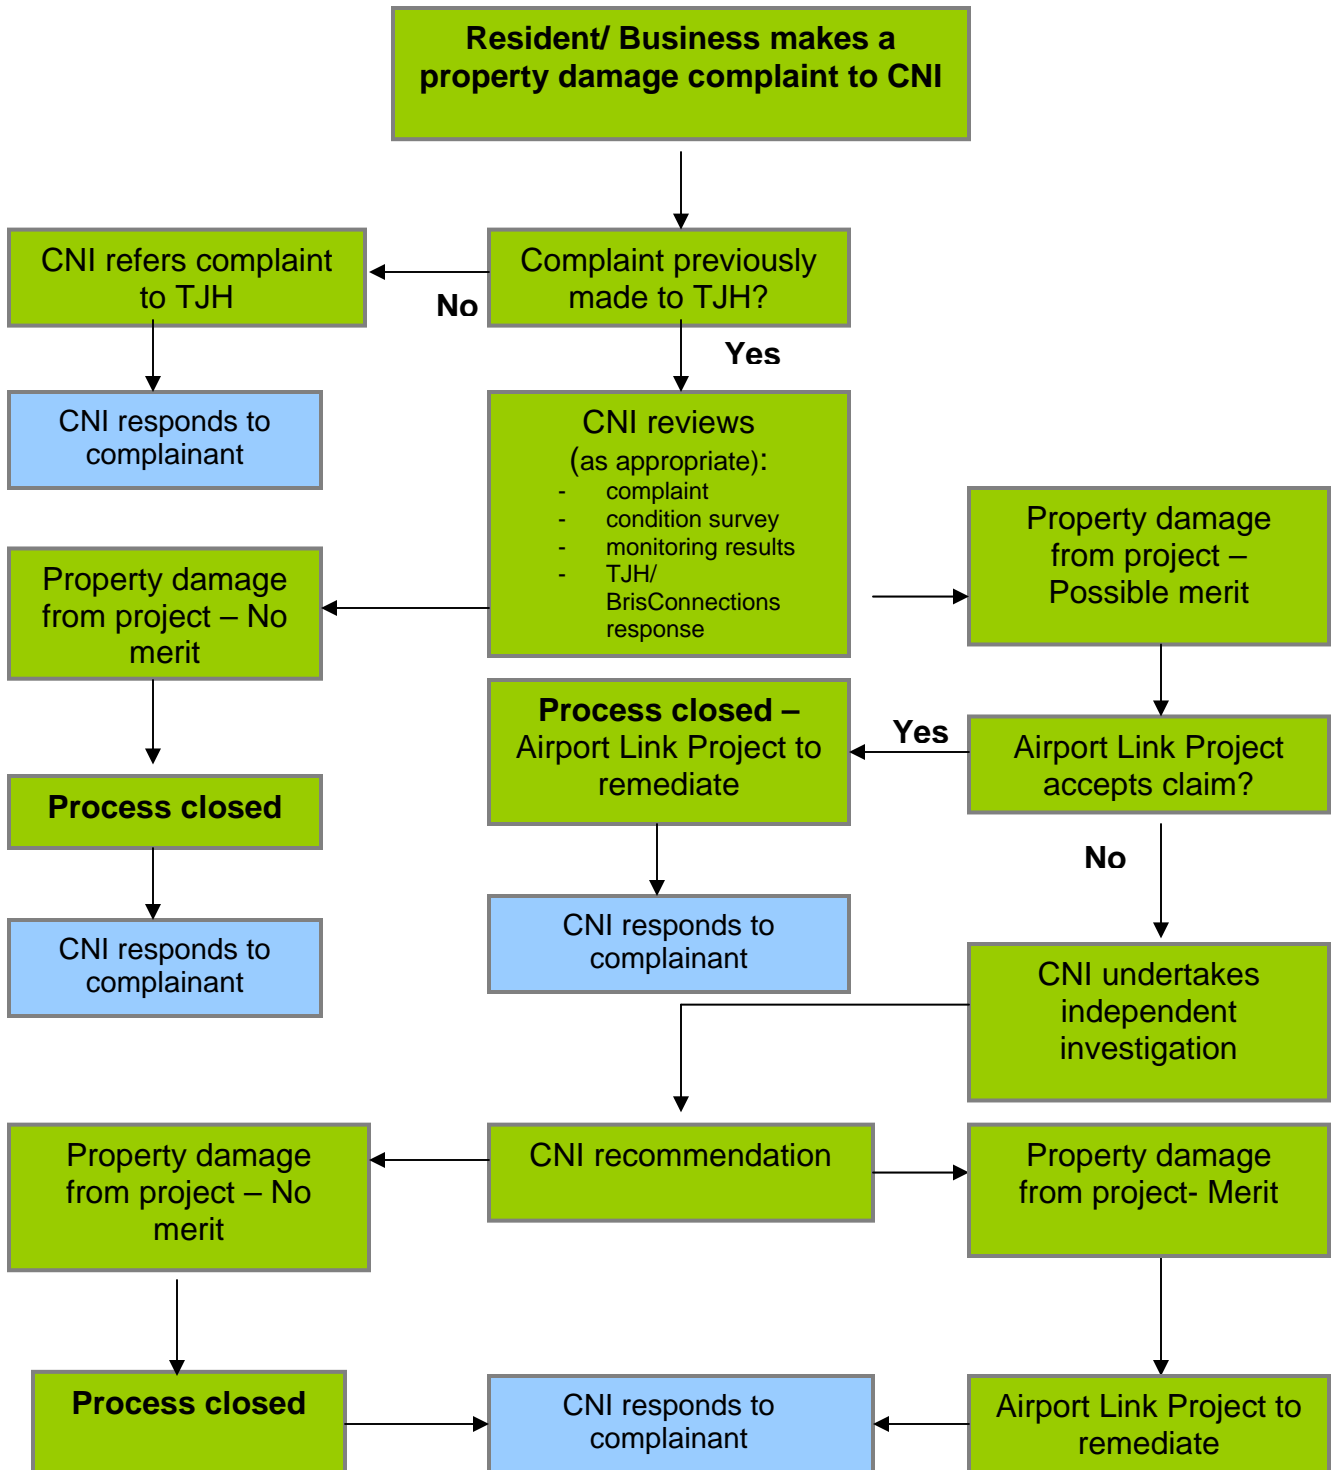 Resident/ Business makes a
property damage complaint to CNI
CNI refers complaint
to TJH
Complaint previously
made to TJH?
No
Yes
CNI responds to
complainant
CNI reviews
(as appropriate):
- complaint
- condition survey
- monitoring results
- TJH/
BrisConnections
response
Property damage
from project –
Possible merit
Property damage
from project – No
merit
Process closed –
Airport Link Project to
remediate
Yes
Airport Link Project
accepts claim?
Process closed
No
CNI responds to
complainant
CNI responds to
complainant
CNI undertakes
independent
investigation
Property damage
from project – No
merit
CNI recommendation
Property damage
from project- Merit
Process closed
CNI responds to
complainant
Airport Link Project to
remediate